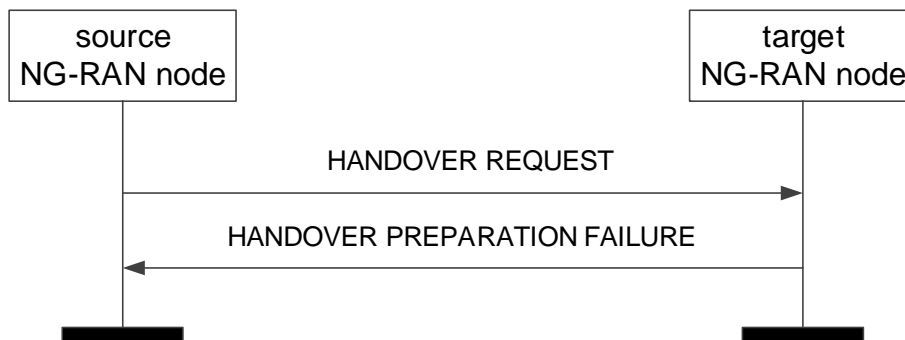 source
NG-RAN node
target
NG-RAN node
HANDOVER REQUEST
HANDOVER PREPARATION FAILURE